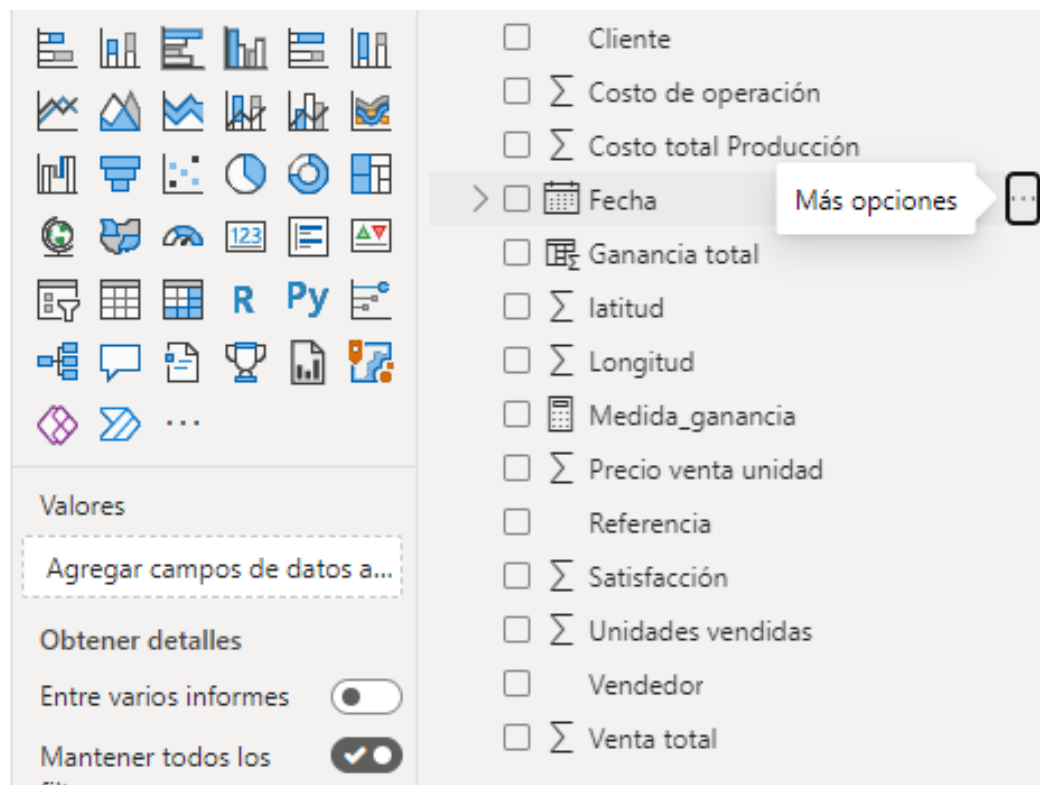 123
R
Py
...
Valores
Agregar campos de datos a...
Obtener detalles
Entre varios informes
Mantener todos los
Cliente
Costo de operación
Costo total Producción
Fecha
Más opciones
...
Ganancia total
latitud
Longitud
Medida_ganancia
Precio venta unidad
Referencia
Satisfacción
Unidades vendidas
Vendedor
Venta total